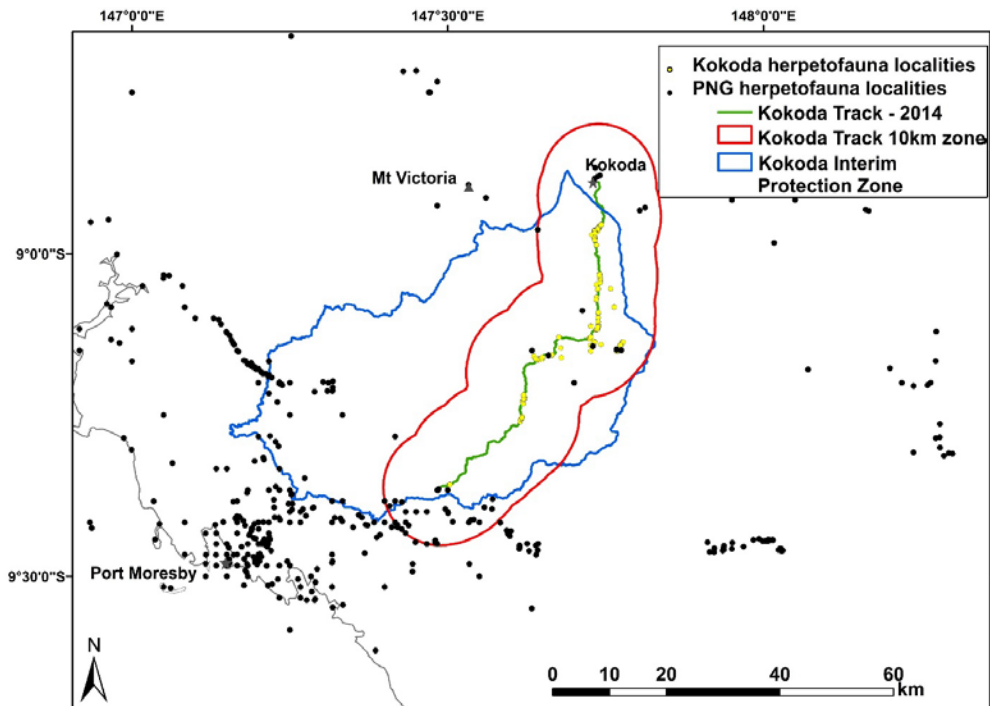 147°0'0"E
147°30'0"E
148°0'0"E
Kokoda herpetofauna localities
PNG herpetofauna localities
Kokoda Track - 2014
Kokoda Track 10km zone
Kokoda Interim
Protection Zone
Kokoda
Mt Victoria
9°0'0"S
9°30'0"S
Port Moresby
N
0 10 20 40 60
km